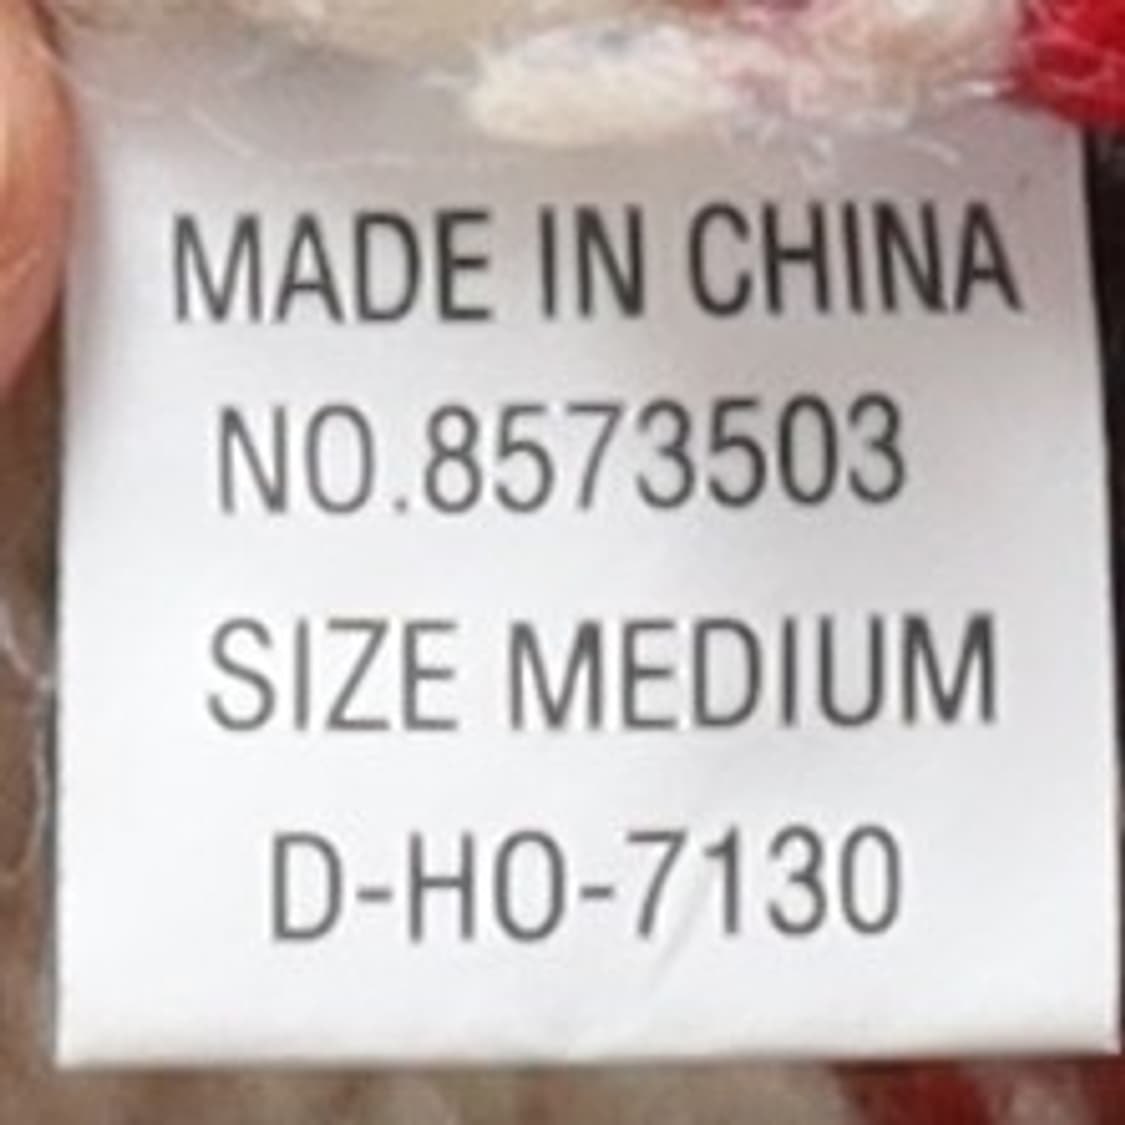 MADE IN CHINA
NO.8573503
SIZE MEDIUM
D-HO-7130